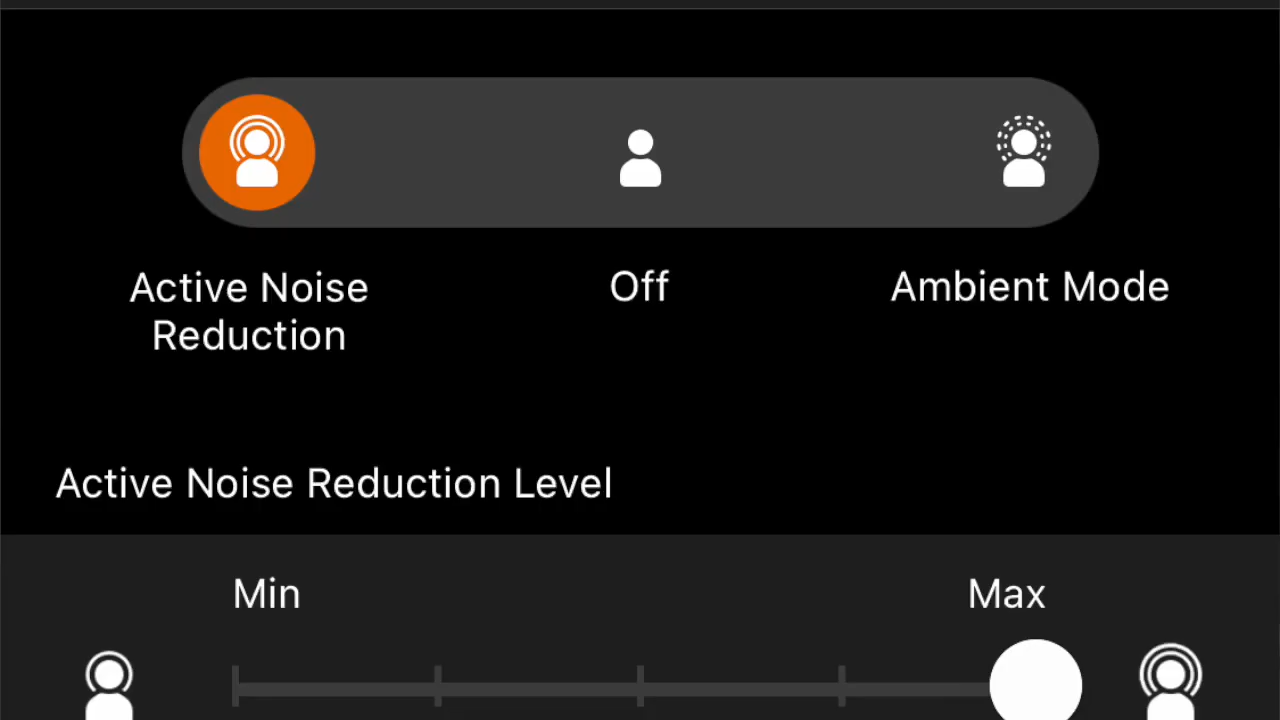 Active Noise
Reduction
Off
Ambient Mode
Active Noise Reduction Level
Min
Max